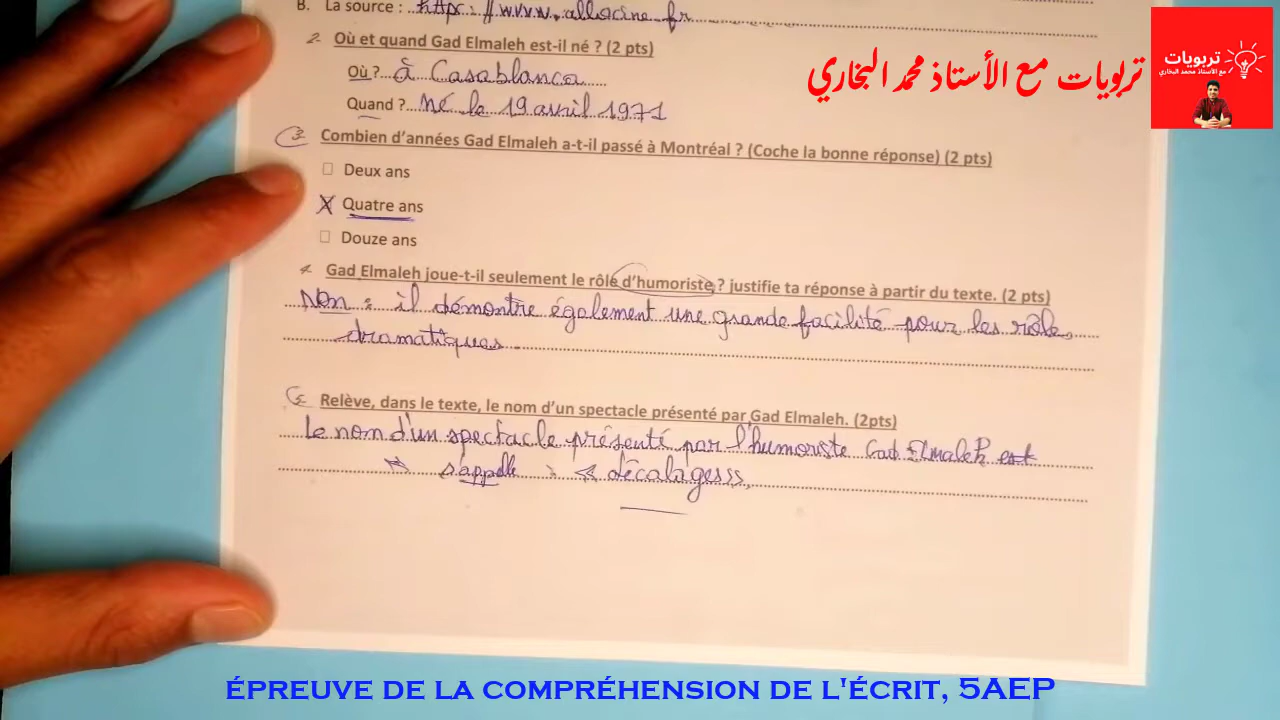 B. La source : http://www.allocine.fr
2. Où et quand Gad Elmaleh est-il né ? (2 pts)
Où ?... à Casablanca
Quand ?... Né le 19 avril 1971
3. Combien d'années Gad Elmaleh a-t-il passé à Montréal ? (Coche la bonne réponse) (2 pts)
□ Deux ans
X Quatre ans
□ Douze ans
4. Gad Elmaleh joue-t-il seulement le rôle d'humoriste ? justifie ta réponse à partir du texte. (2 pts)
Non : il démontre également une grande facilité pour les rôles
dramatiques.
5. Relève, dans le texte, le nom d'un spectacle présenté par Gad Elmaleh. (2pts)
Le nom d'un spectacle présenté par l'humoriste Gad Elmaleh est
s'appelle : « décalages »
تربويات مع الأستاذ محمد البخاري
تربويات
مع الاستاذ محمد البخاري
ÉPREUVE DE LA COMPRÉHENSION DE L'ÉCRIT, 5AEP